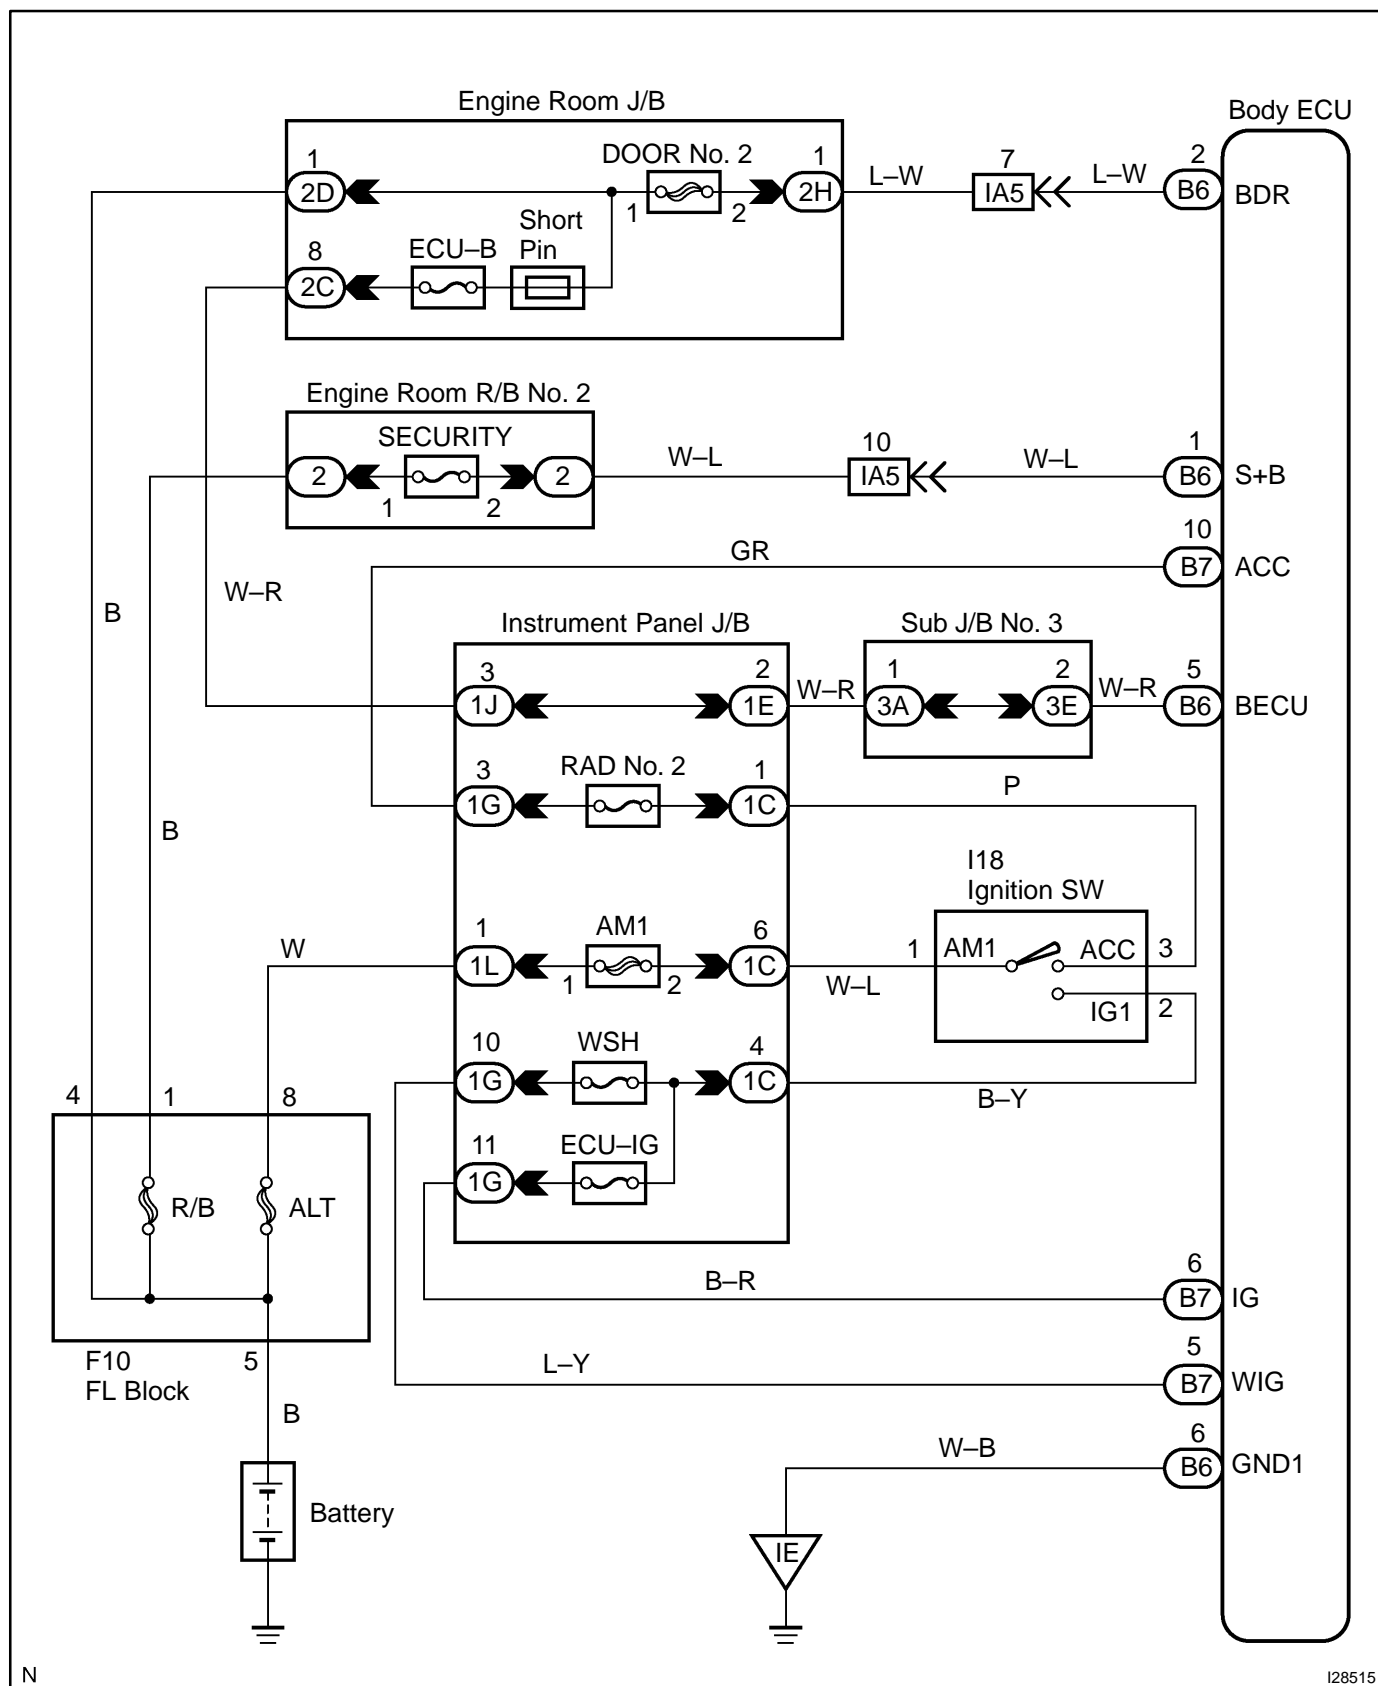 Engine Room J/B
Body ECU
1
DOOR No. 2
1
7
2
2D
2H
L–W
IA5
L–W
B6
BDR
1
2
Short
Pin
8
ECU–B
2C
Engine Room R/B No. 2
SECURITY
10
1
2
2
W–L
IA5
W–L
B6
S+B
1
2
10
GR
B7
ACC
W–R
B
Instrument Panel J/B
Sub J/B No. 3
3
2
1
2
5
1J
1E
W–R
3A
3E
W–R
B6
BECU
3
RAD No. 2
1
P
1G
1C
B
I18
Ignition SW
1
AM1
6
W
1L
1
2
1C
W–L
1
AM1
ACC
3
IG1
2
10
WSH
4
4
1
8
1G
1C
B–Y
11
ECU–IG
1G
R/B
ALT
B–R
6
B7
IG
F10
FL Block
5
L–Y
5
B7
WIG
B
W–B
6
B6
GND1
Battery
IE
N
I28515